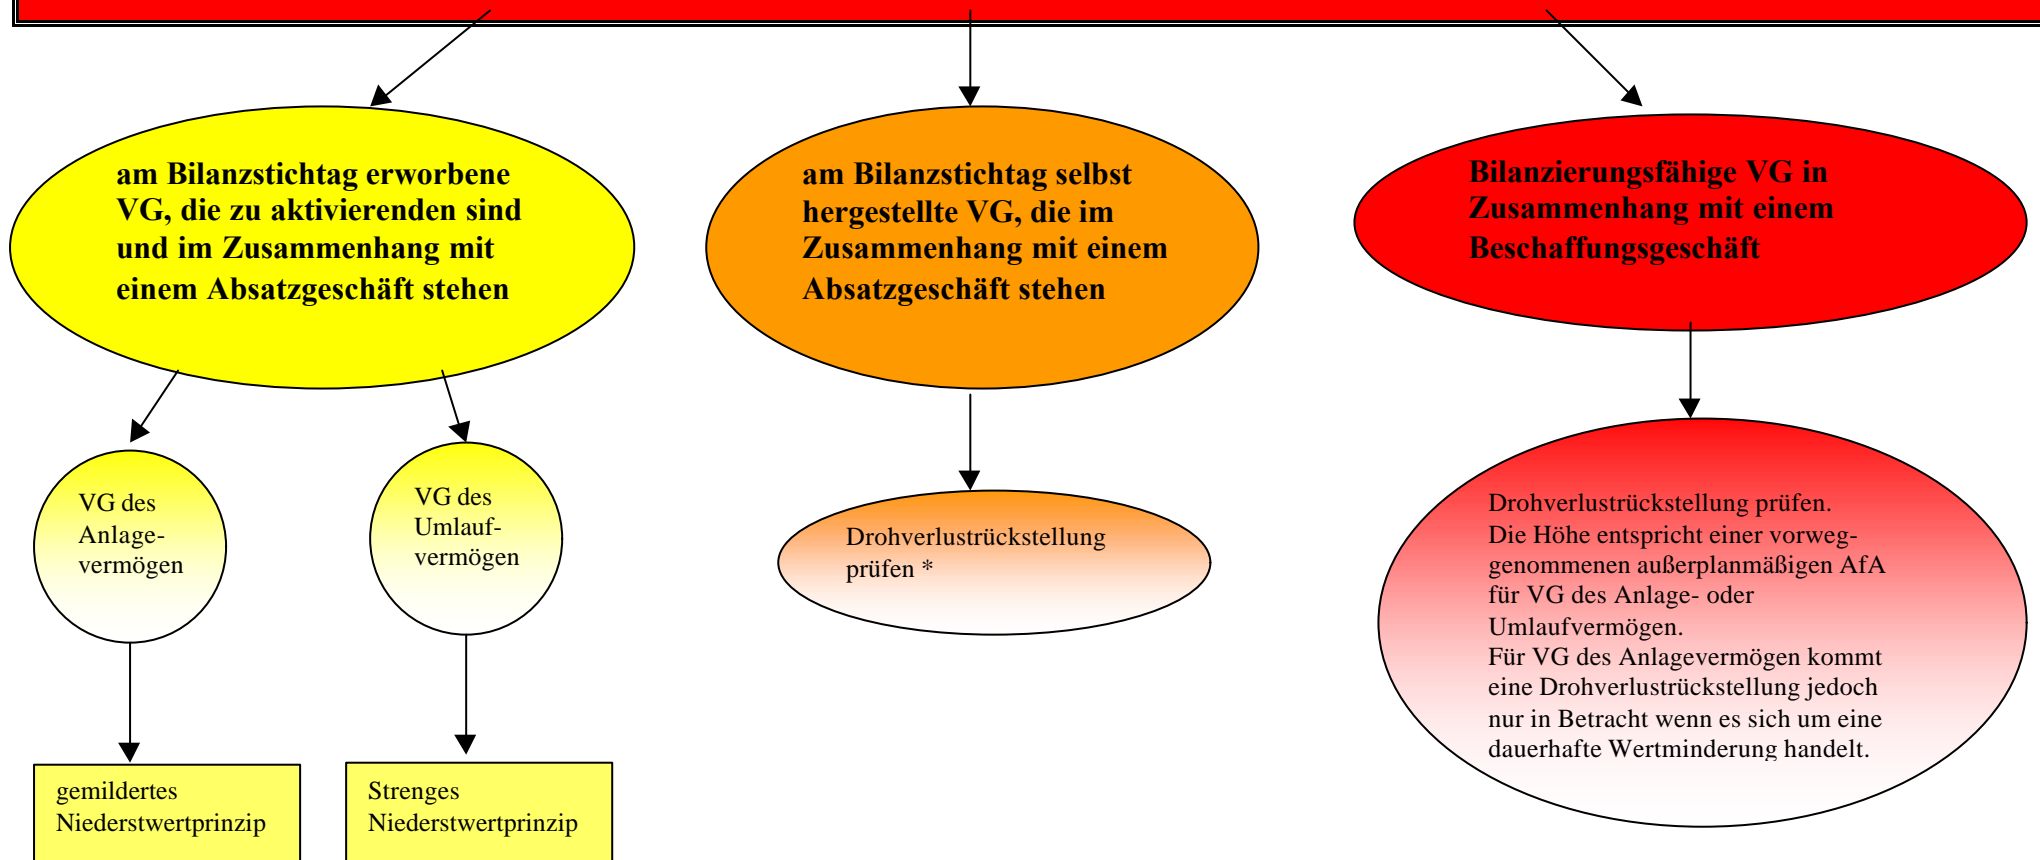 am Bilanzstichtag erworbene
VG, die zu aktivierenden sind
und im Zusammenhang mit
einem Absatzgeschäft stehen
am Bilanzstichtag selbst
hergestellte VG, die im
Zusammenhang mit einem
Absatzgeschäft stehen
Bilanzierungsfähige VG in
Zusammenhang mit einem
Beschaffungsgeschäft
VG des
Anlage-
vermögen
VG des
Umlauf-
vermögen
Drohverlustrückstellung
prüfen *
Drohverlustrückstellung prüfen.
Die Höhe entspricht einer vorweg-
genommenen außerplanmäßigen AfA
für VG des Anlage- oder
Umlaufvermögen.
Für VG des Anlagevermögen kommt
eine Drohverlustrückstellung jedoch
nur in Betracht wenn es sich um eine
dauerhafte Wertminderung handelt.
gemildertes
Niederstwertprinzip
Strenges
Niederstwertprinzip